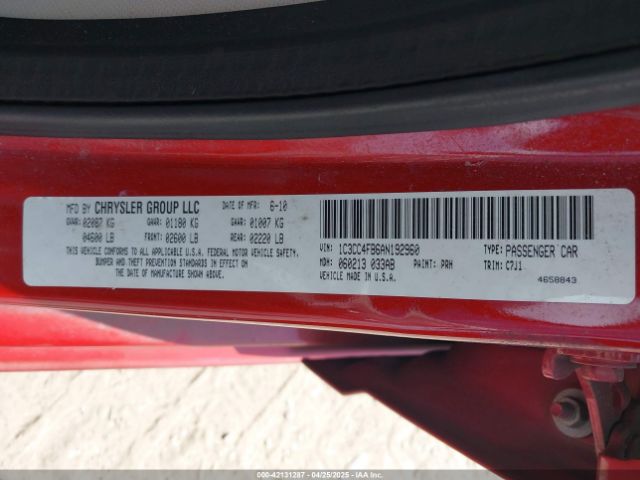 MFD BY CHRYSLER GROUP LLC DATE OF MFR: 6-10
GVWR: 02087 KG GAWR: 01180 KG GAWR: 01007 KG
04600 LB FRONT: 02600 LB REAR: 02220 LB
THIS VEHICLE CONFORMS TO ALL APPLICABLE U.S.A. FEDERAL MOTOR VEHICLE SAFETY,
BUMPER AND THEFT PREVENTION STANDARDS IN EFFECT ON
THE DATE OF MANUFACTURE SHOWN ABOVE.
VIN: 1C3CC4FB6AN192960 TYPE: PASSENGER CAR
MDH: 060213 033AB PAINT: PRH TRIM: C7J1
VEHICLE MADE IN U.S.A. 4658843
000-42131287 - 04/25/2025 - IAAI.COM